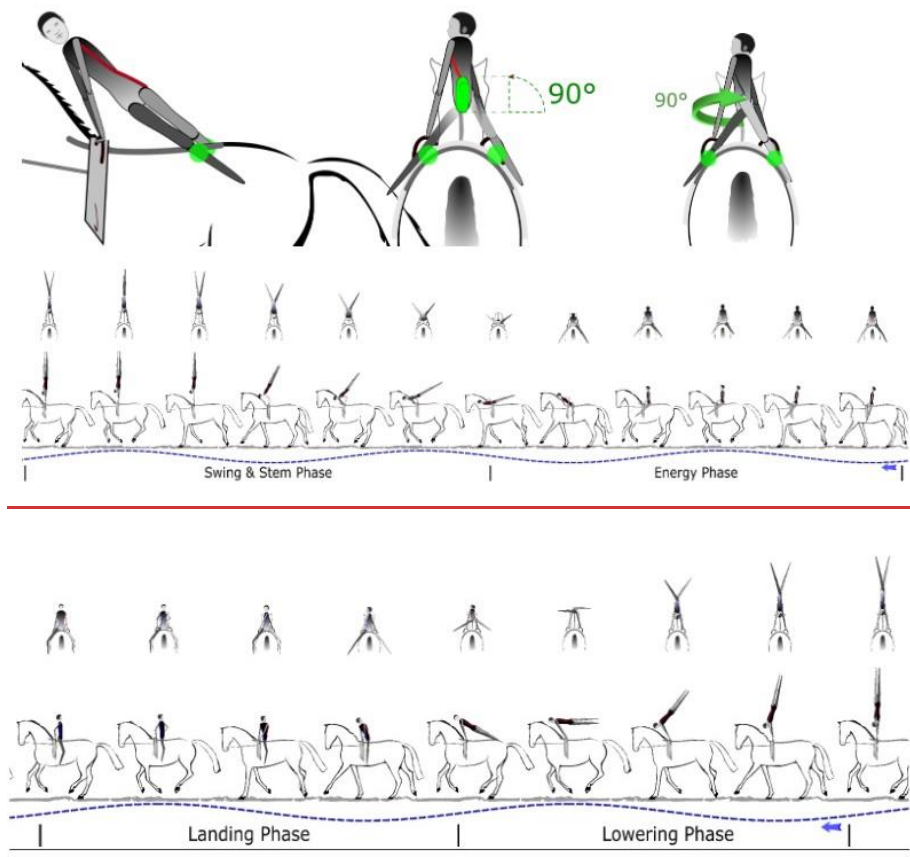 90°
90°
Swing & Stem Phase
Energy Phase
Landing Phase
Lowering Phase